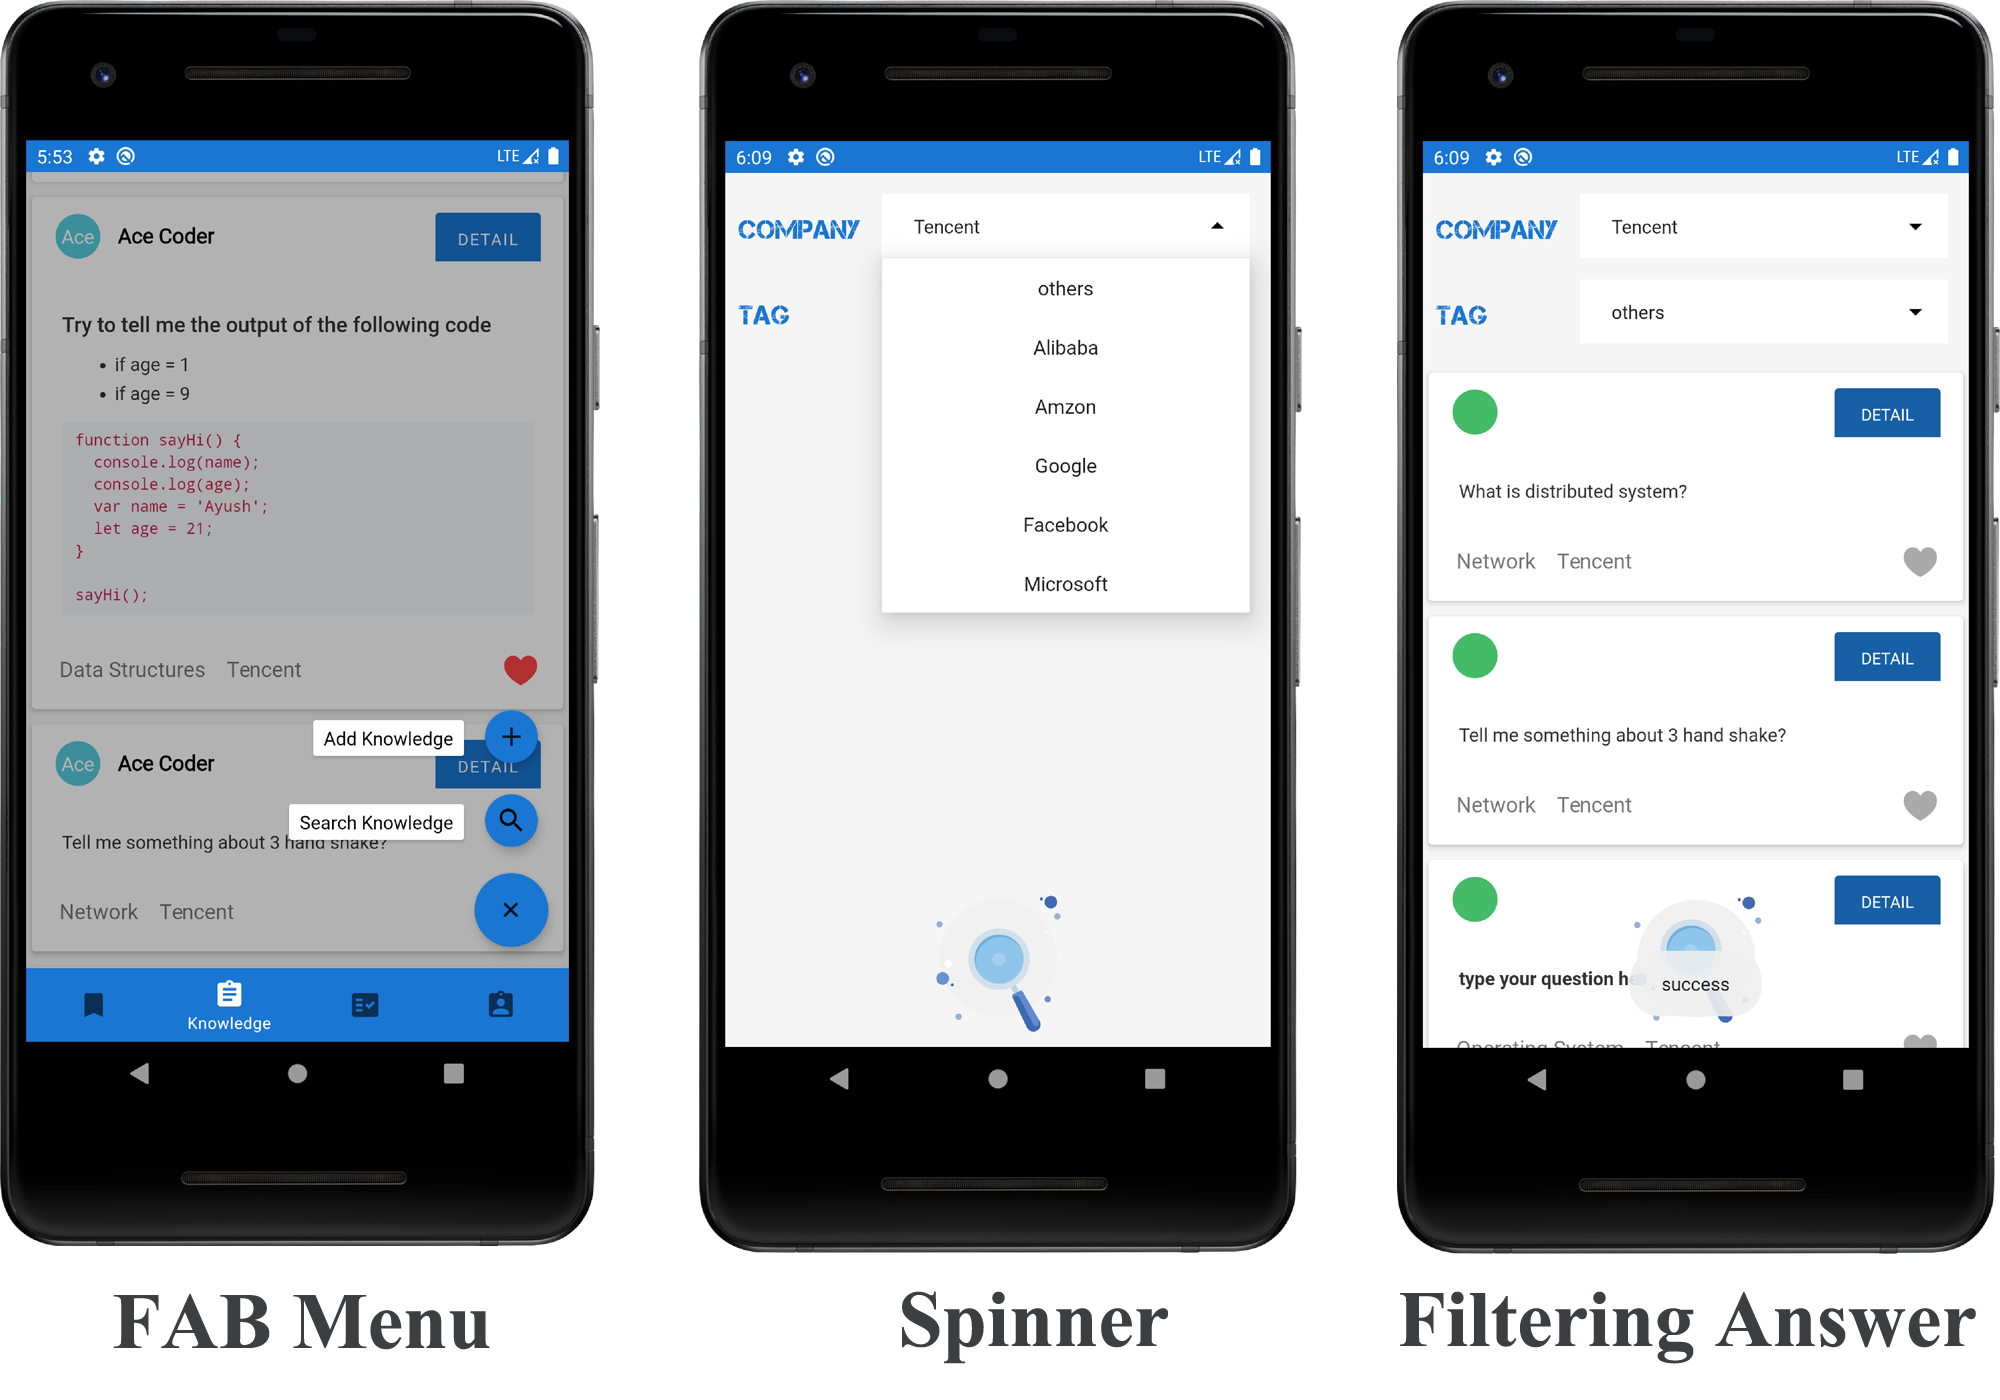 5:53 LTE
Ace Ace Coder DETAIL
Try to tell me the output of the following code
• if age = 1
• if age = 9
function sayHi() {
console.log(name);
console.log(age);
var name = 'Ayush';
let age = 21;
}
sayHi();
Data Structures Tencent
Add Knowledge
Ace Ace Coder DETAIL
Search Knowledge
Tell me something about 3 hand shake?
Network Tencent
Knowledge
FAB Menu
6:09 LTE
COMPANY Tencent
TAG
others
Alibaba
Amzon
Google
Facebook
Microsoft
Spinner
6:09 LTE
COMPANY Tencent
TAG others
DETAIL
What is distributed system?
Network Tencent
DETAIL
Tell me something about 3 hand shake?
Network Tencent
DETAIL
type your question
success
Operating System Tencent
Filtering Answer